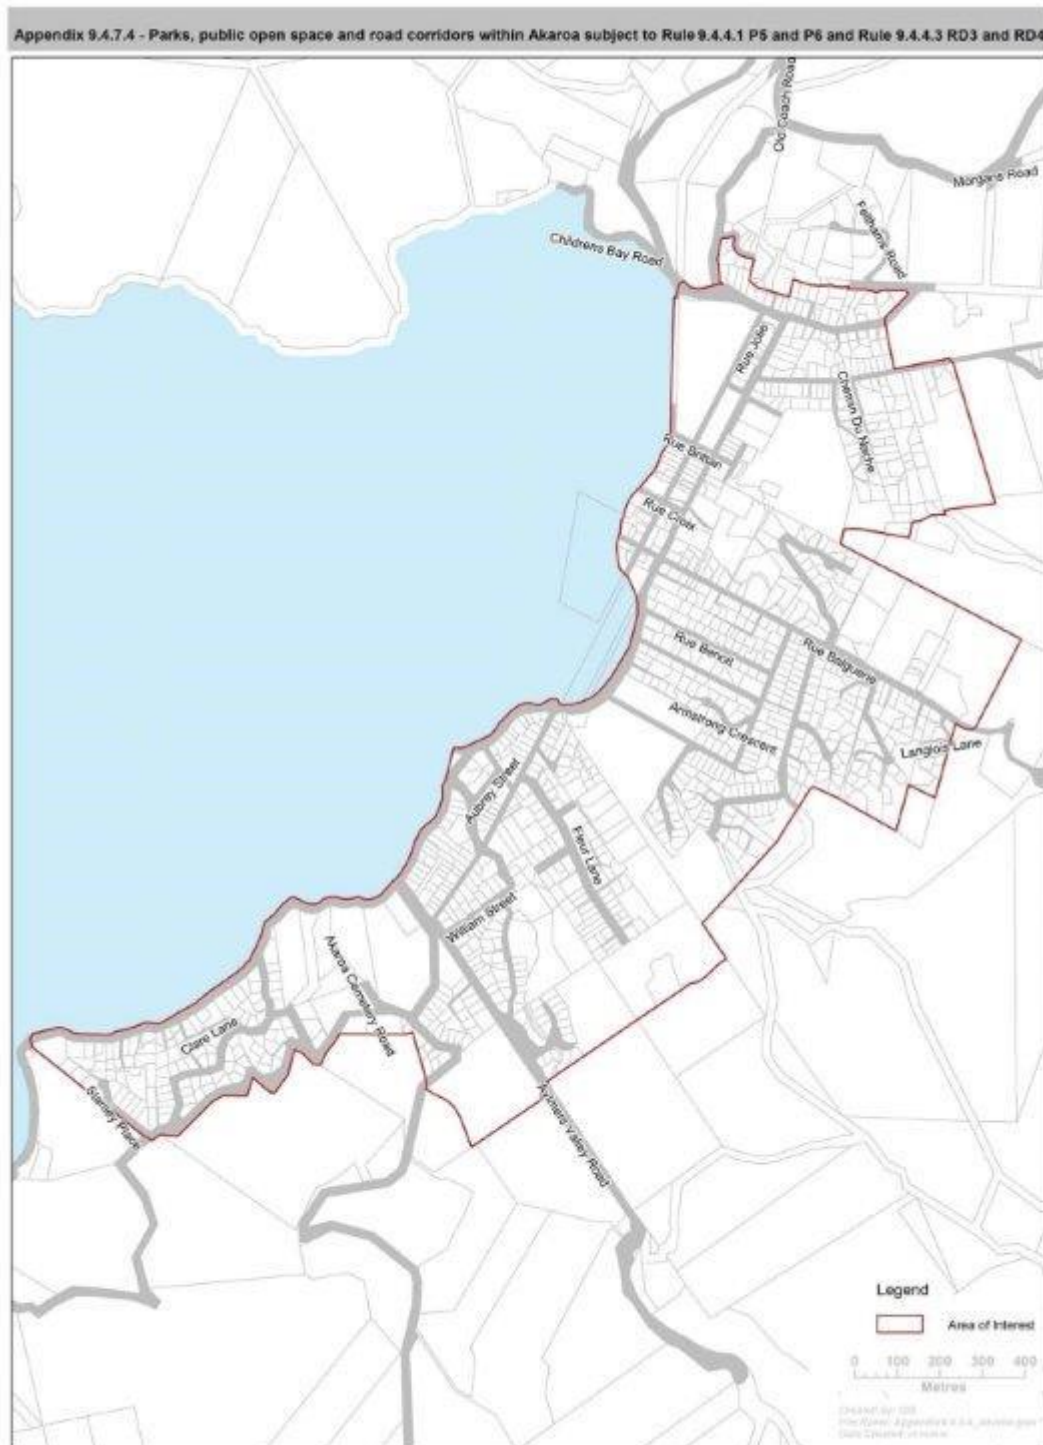 Appendix 9.4.7.4 - Parks, public open space and road corridors within Akaroa subject to Rule 9.4.4.1 P5 and P6 and Rule 9.4.4.3 RD3 and RD4
Old Coach Road
Morgans Road
Felthams Road
Childrens Bay Road
Rue Jolie
Chemin Du Nache
Rue Brittan
Rue Croix
Rue Benoit
Rue Balguerie
Armstrong Crescent
Langlois Lane
Aubrey Street
Fleur Lane
William Street
Akaroa Cemetery Road
Clare Lane
Stanley Place
Aylmers Valley Road
Legend
Area of Interest
0 100 200 300 400
Metres